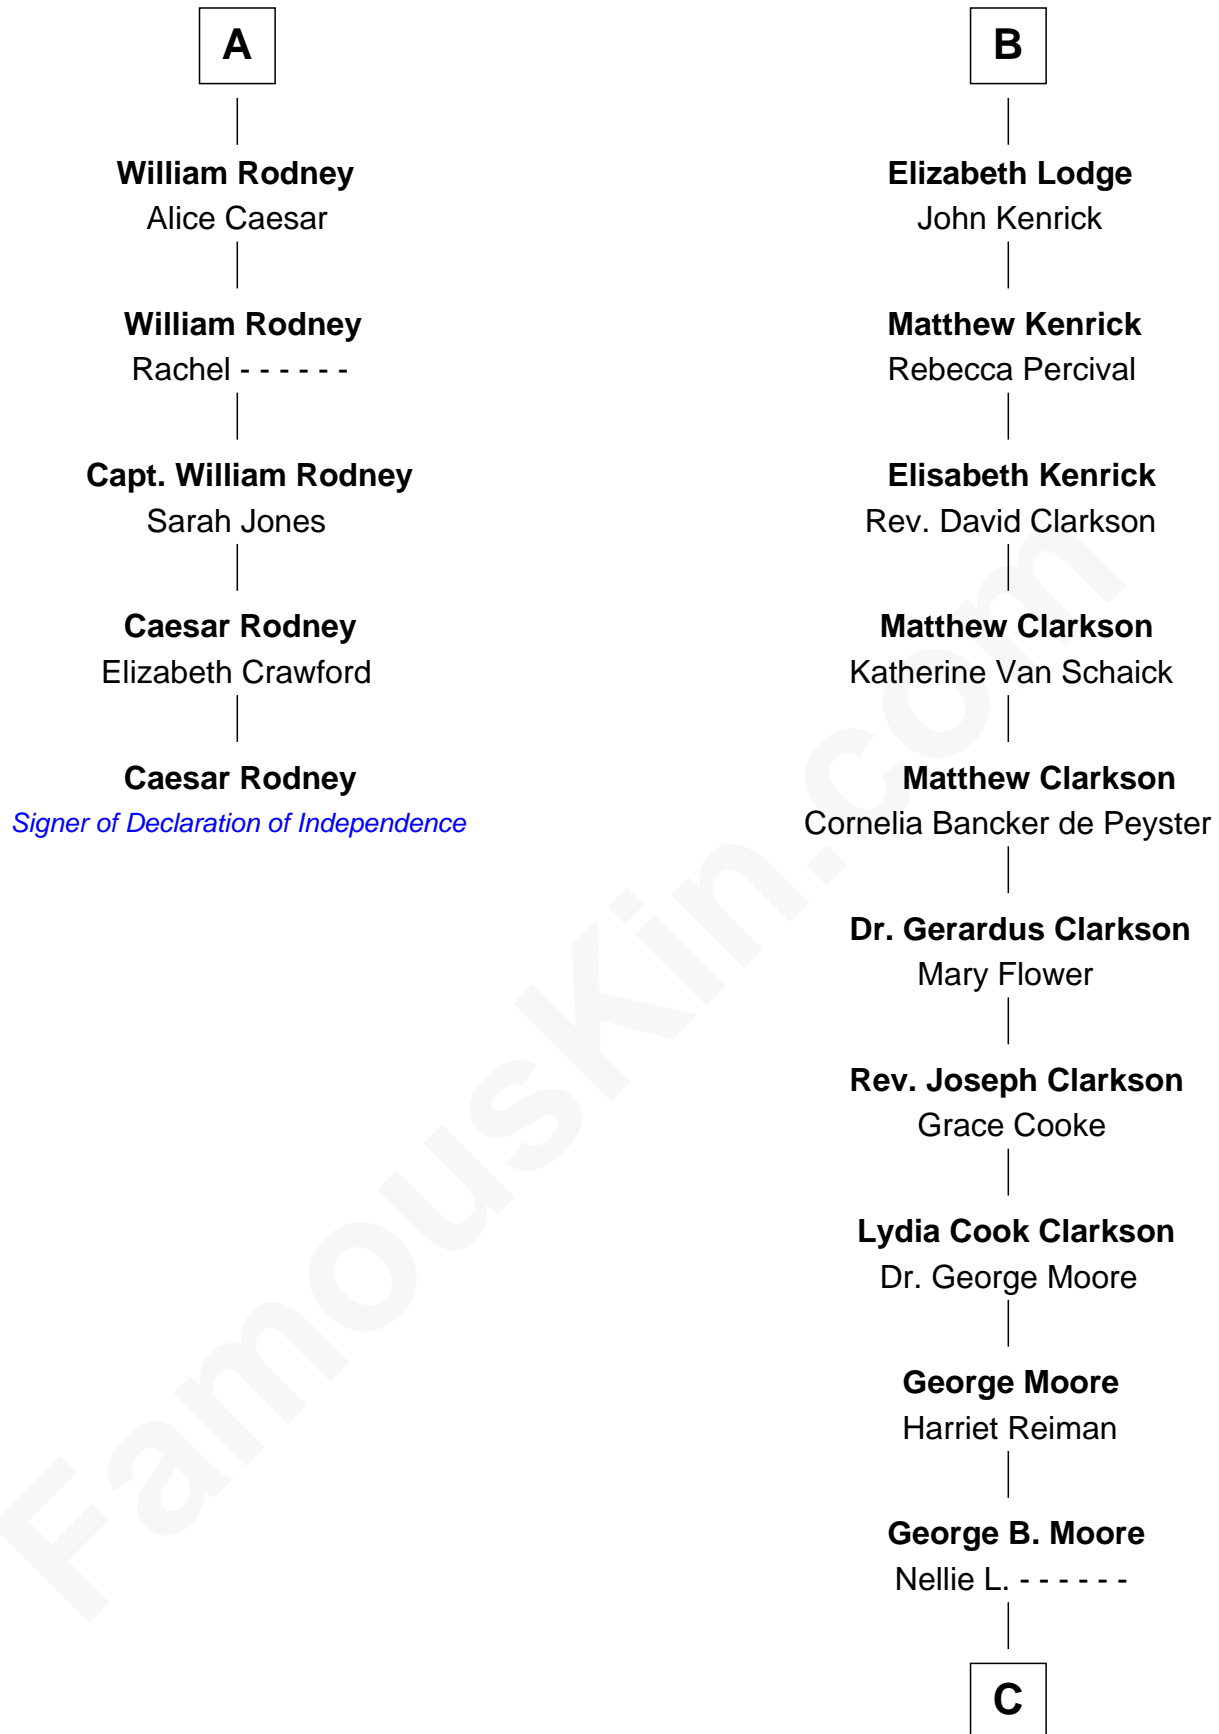 A
William Rodney
Alice Caesar
William Rodney
Rachel - - - - - -
Capt. William Rodney
Sarah Jones
Caesar Rodney
Elizabeth Crawford
Caesar Rodney
Signer of Declaration of Independence
B
Elizabeth Lodge
John Kenrick
Matthew Kenrick
Rebecca Percival
Elisabeth Kenrick
Rev. David Clarkson
Matthew Clarkson
Katherine Van Schaick
Matthew Clarkson
Cornelia Bancker de Peyster
Dr. Gerardus Clarkson
Mary Flower
Rev. Joseph Clarkson
Grace Cooke
Lydia Cook Clarkson
Dr. George Moore
George Moore
Harriet Reiman
George B. Moore
Nellie L. - - - - - -
C
FamousKin.com